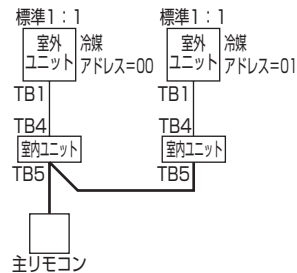 標準1：1
室外
ユニット
冷媒
アドレス=00
TB1
TB4
室内ユニット
TB5
主リモコン
標準1：1
室外
ユニット
冷媒
アドレス=01
TB1
TB4
室内ユニット
TB5